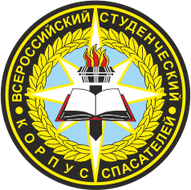 ВСЕРОССИЙСКИЙ СТУДЕНЧЕСКИЙ
КОРПУС СПАСАТЕЛЕЙ